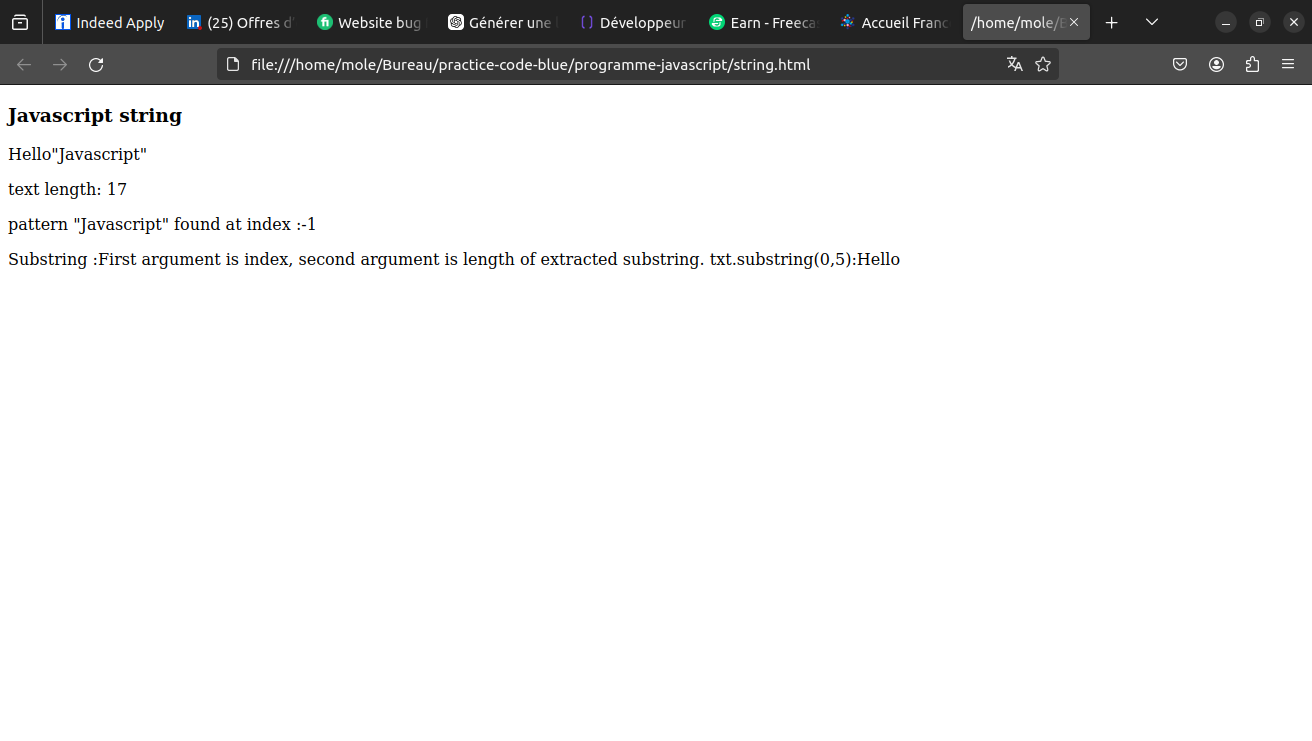 Indeed Apply
(25) Offres d'
Website bug
Générer une
Développeur
Earn - Freeca
Accueil Franc
/home/mole/B
file:///home/mole/Bureau/practice-code-blue/programme-javascript/string.html
Javascript string
Hello"Javascript"
text length: 17
pattern "Javascript" found at index :-1
Substring :First argument is index, second argument is length of extracted substring. txt.substring(0,5):Hello